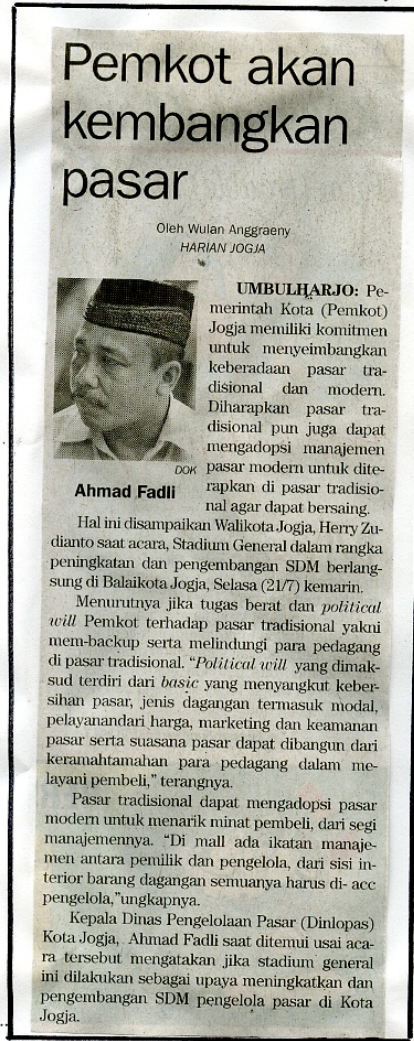 Pemkot akan
kembangkan
pasar
Oleh Wulan Anggraeny
HARIAN JOGJA
UMBULHARJO: Pe-
merintah Kota (Pemkot)
Jogja memiliki komitmen
untuk menyeimbangkan
keberadaan pasar tra-
disional dan modern.
Diharapkan pasar tra-
disional pun juga dapat
mengadopsi manajemen
pasar modern untuk dite-
rapkan di pasar tradisio-
nal agar dapat bersaing.
DOK
Ahmad Fadli
Hal ini disampaikan Walikota Jogja, Herry Zu-
dianto saat acara, Stadium General dalam rangka
peningkatan dan pengembangan SDM berlang-
sung di Balaikota Jogja, Selasa (21/7) kemarin.
Menurutnya jika tugas berat dan political
will Pemkot terhadap pasar tradisional yakni
mem-backup serta melindungi para pedagang
di pasar tradisional. “Political will yang dimak-
sud terdiri dari basic yang menyangkut keber-
sihan pasar, jenis dagangan termasuk modal,
pelayanandari harga, marketing dan keamanan
pasar serta suasana pasar dapat dibangun dari
keramahtamahan para pedagang dalam me-
layani pembeli,” terangnya.
Pasar tradisional dapat mengadopsi pasar
modern untuk menarik minat pembeli, dari segi
manajemennya. “Di mall ada ikatan manaje-
men antara pemilik dan pengelola, dari sisi in-
terior barang dagangan semuanya harus di- acc
pengelola,”ungkapnya.
Kepala Dinas Pengelolaan Pasar (Dinlopas)
Kota Jogja, Ahmad Fadli saat ditemui usai aca-
ra tersebut mengatakan jika stadium general
ini dilakukan sebagai upaya meningkatkan dan
pengembangan SDM pengelola pasar di Kota
Jogja.